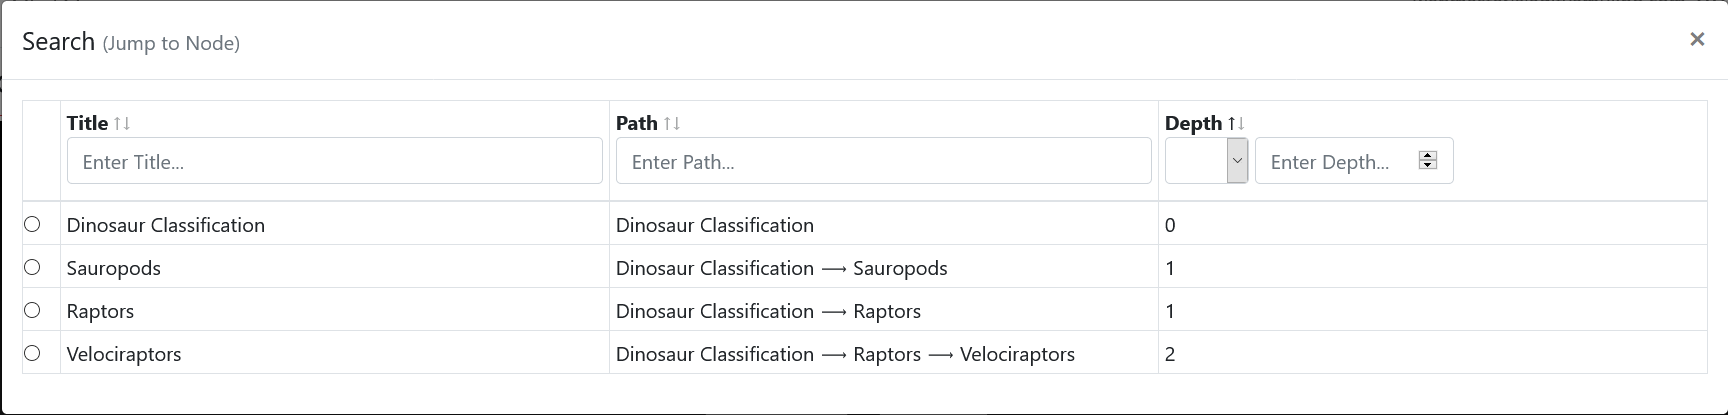 Search (Jump to Node) ×
Title ↑↓ Path ↑↓ Depth ↑↓
Enter Title... Enter Path... Enter Depth...
Dinosaur Classification Dinosaur Classification 0
Sauropods Dinosaur Classification ⟶ Sauropods 1
Raptors Dinosaur Classification ⟶ Raptors 1
Velociraptors Dinosaur Classification ⟶ Raptors ⟶ Velociraptors 2